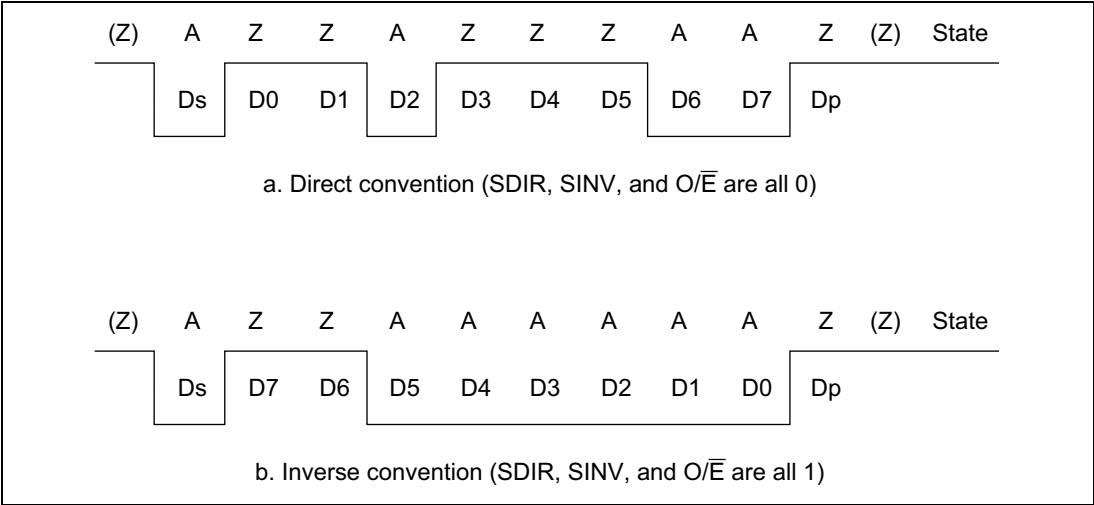 (Z) A Z Z A Z Z Z A A Z (Z) State
Ds D0 D1 D2 D3 D4 D5 D6 D7 Dp
a. Direct convention (SDIR, SINV, and O/E̅ are all 0)
(Z) A Z Z A A A A A A Z (Z) State
Ds D7 D6 D5 D4 D3 D2 D1 D0 Dp
b. Inverse convention (SDIR, SINV, and O/E̅ are all 1)